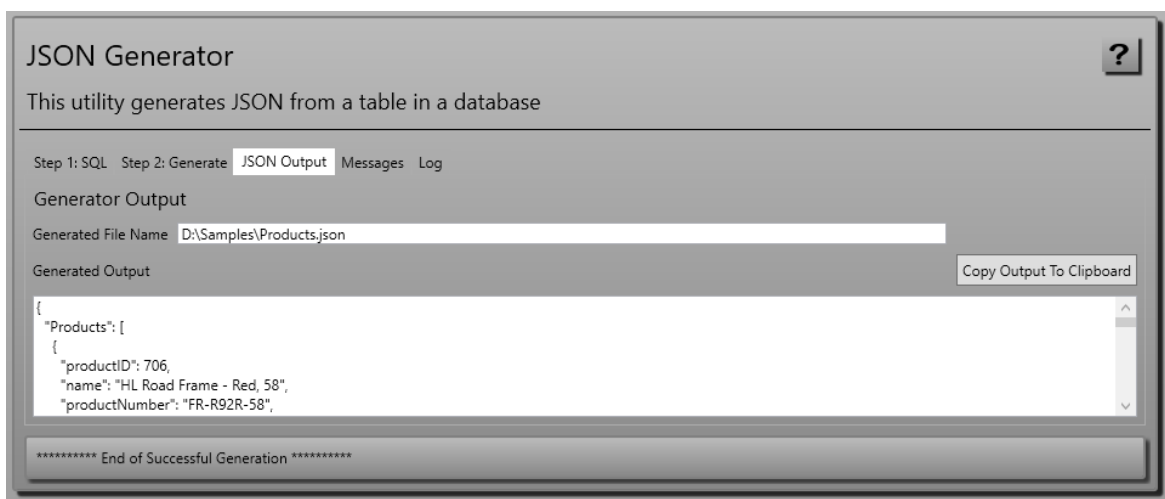 JSON Generator
?
This utility generates JSON from a table in a database
Step 1: SQL Step 2: Generate JSON Output Messages Log
Generator Output
Generated File Name D:\Samples\Products.json
Generated Output Copy Output To Clipboard
{
"Products": [
{
"productID": 706,
"name": "HL Road Frame - Red, 58",
"productNumber": "FR-R92R-58",
********** End of Successful Generation **********